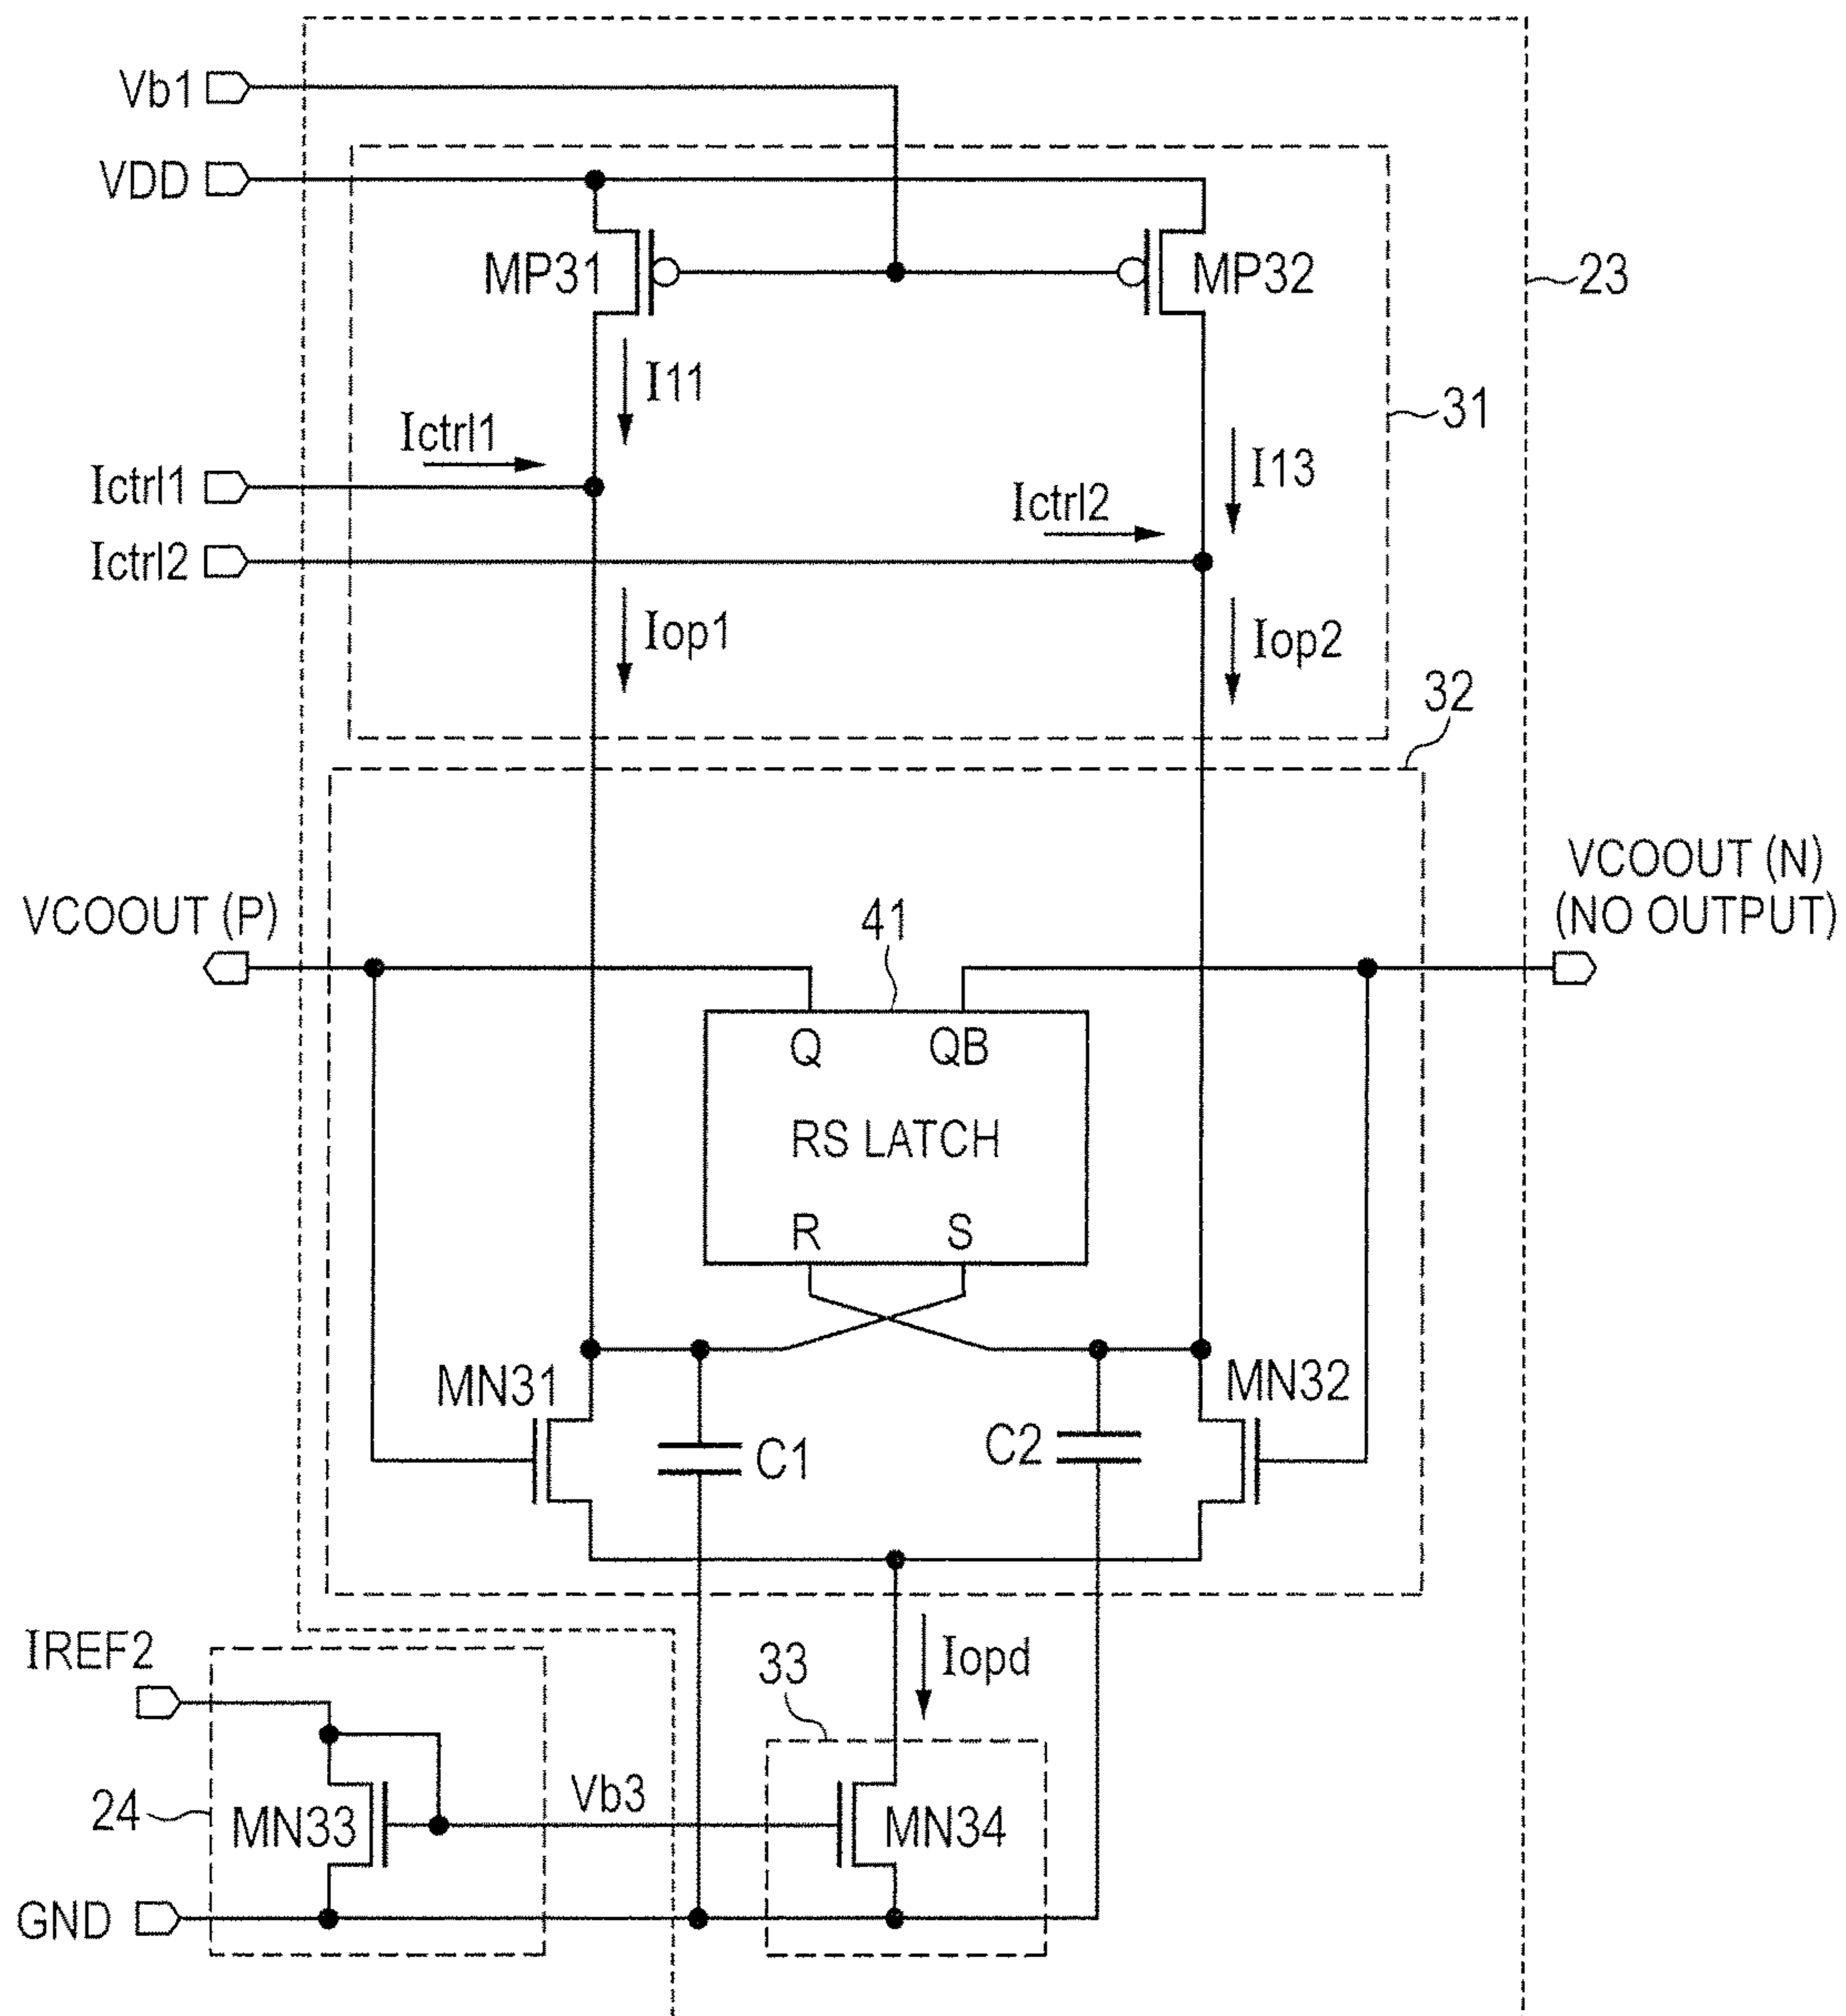 Vb1
VDD
MP31
MP32
23
I11
31
Ictrl1
I13
Ictrl1
Ictrl2
Ictrl2
Iop1
Iop2
32
VCOOUT (N)
(NO OUTPUT)
VCOOUT (P)
41
Q QB
RS LATCH
R S
MN31
MN32
C1
C2
IREF2
33
Iopd
24
MN33
Vb3
MN34
GND